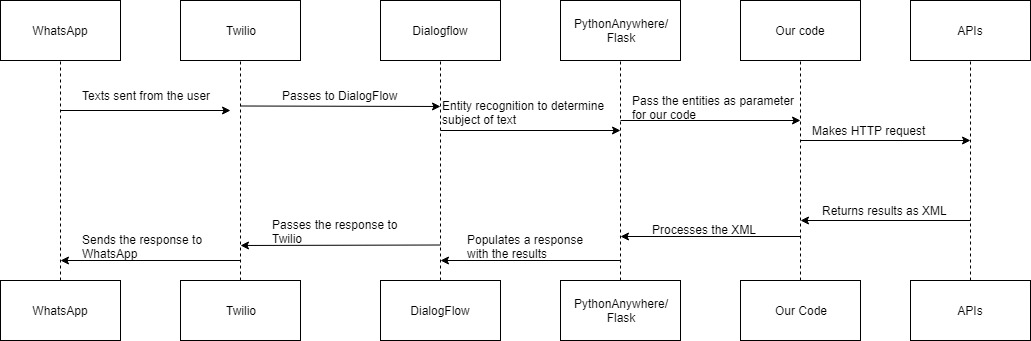 WhatsApp
Twilio
Dialogflow
PythonAnywhere/
Flask
Our code
APIs
Texts sent from the user
Passes to DialogFlow
Entity recognition to determine
subject of text
Pass the entities as parameter
for our code
Makes HTTP request
Returns results as XML
Processes the XML
Populates a response
with the results
Passes the response to
Twilio
Sends the response to
WhatsApp
WhatsApp
Twilio
DialogFlow
PythonAnywhere/
Flask
Our Code
APIs